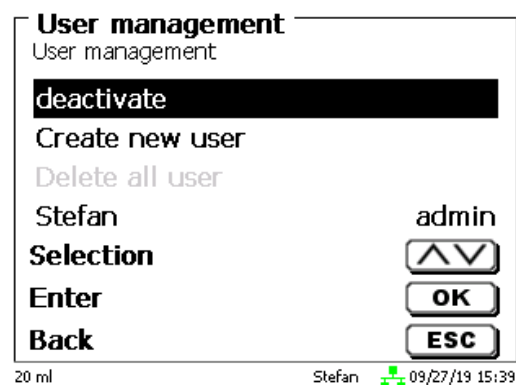 User management
User management
deactivate
Create new user
Delete all user
Stefan admin
Selection
Enter OK
Back ESC
20 ml Stefan 09/27/19 15:39